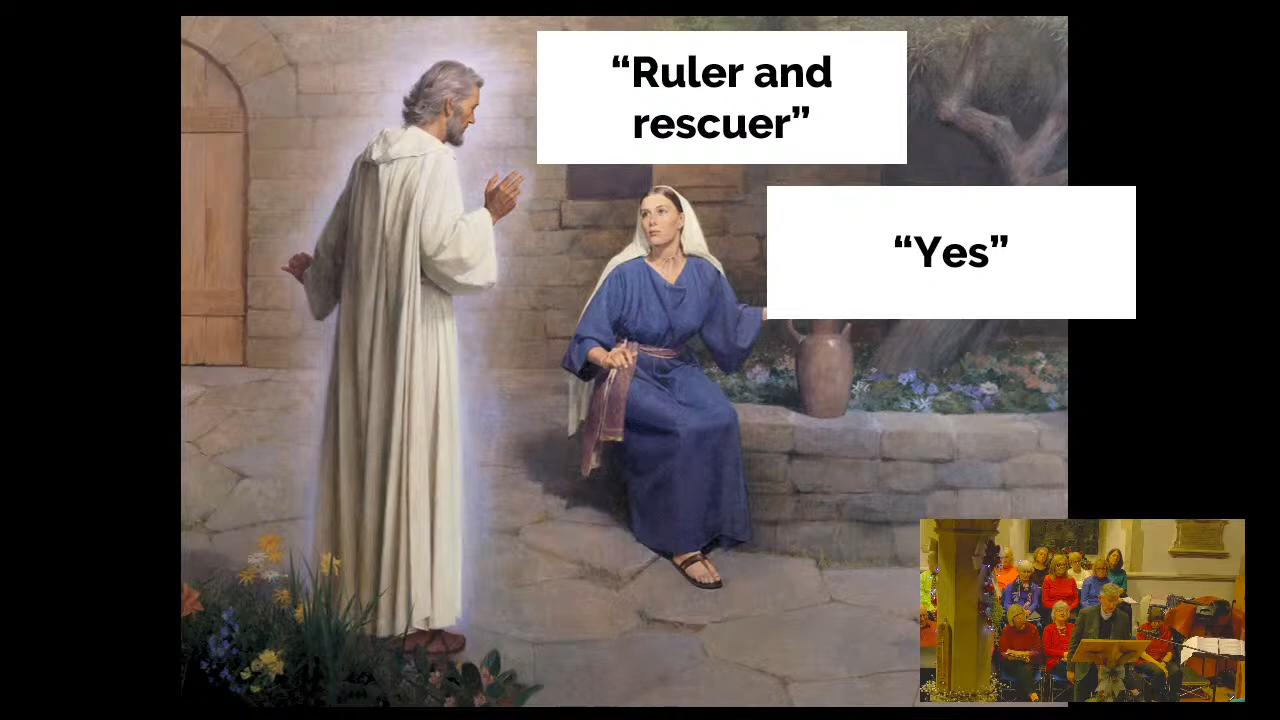 “Ruler and
rescuer”
“Yes”